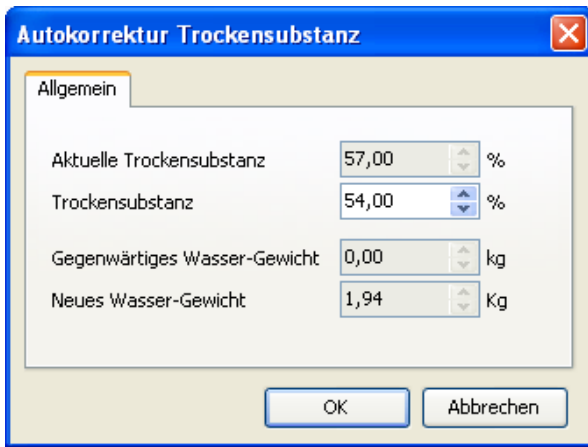 Autokorrektur Trockensubstanz
Allgemein
Aktuelle Trockensubstanz 57,00 %
Trockensubstanz 54,00 %
Gegenwärtiges Wasser-Gewicht 0,00 kg
Neues Wasser-Gewicht 1,94 Kg
OK Abbrechen